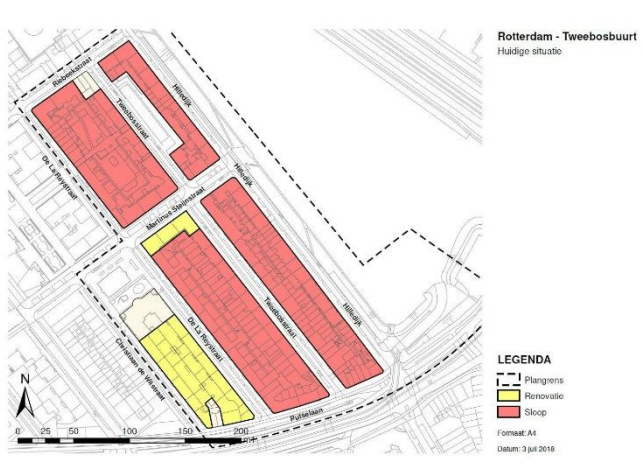 Rotterdam - Tweebosbuurt
Huidige situatie
Riebeekstraat
Hilledijk
Tweebosstraat
De La Reystraat
Hilledijk
Martinus Steijnstraat
Hilledijk
Tweebosstraat
De La Reystraat
Christiaan de Wetstraat
Putselaan
N
0 25 50 100 150 200
LEGENDA
Plangrens
Renovatie
Sloop
Formaat: A4
Datum: 3 juli 2018